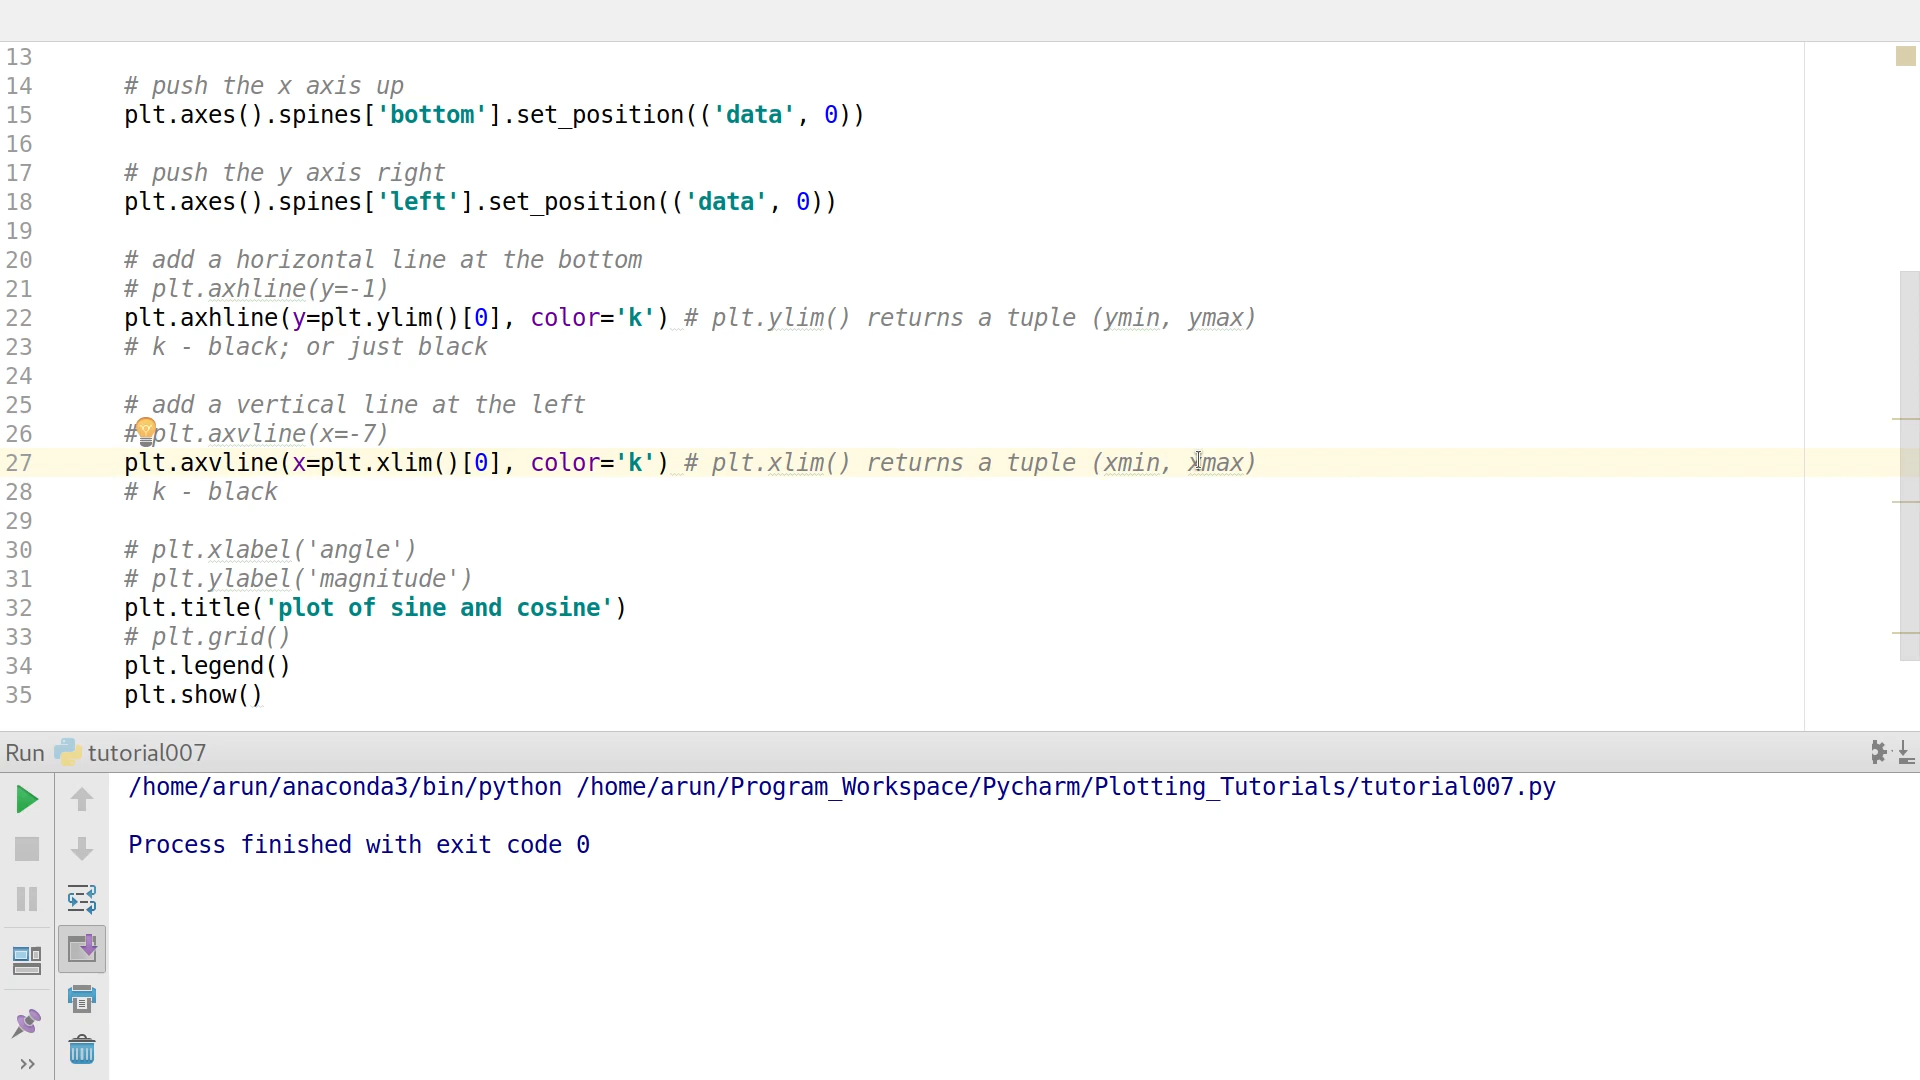 13
14 # push the x axis up
15 plt.axes().spines['bottom'].set_position(('data', 0))
16
17 # push the y axis right
18 plt.axes().spines['left'].set_position(('data', 0))
19
20 # add a horizontal line at the bottom
21 # plt.axhline(y=-1)
22 plt.axhline(y=plt.ylim()[0], color='k') # plt.ylim() returns a tuple (ymin, ymax)
23 # k - black; or just black
24
25 # add a vertical line at the left
26 # plt.axvline(x=-7)
27 plt.axvline(x=plt.xlim()[0], color='k') # plt.xlim() returns a tuple (xmin, xmax)
28 # k - black
29
30 # plt.xlabel('angle')
31 # plt.ylabel('magnitude')
32 plt.title('plot of sine and cosine')
33 # plt.grid()
34 plt.legend()
35 plt.show()
Run tutorial007
/home/arun/anaconda3/bin/python /home/arun/Program_Workspace/Pycharm/Plotting_Tutorials/tutorial007.py
Process finished with exit code 0